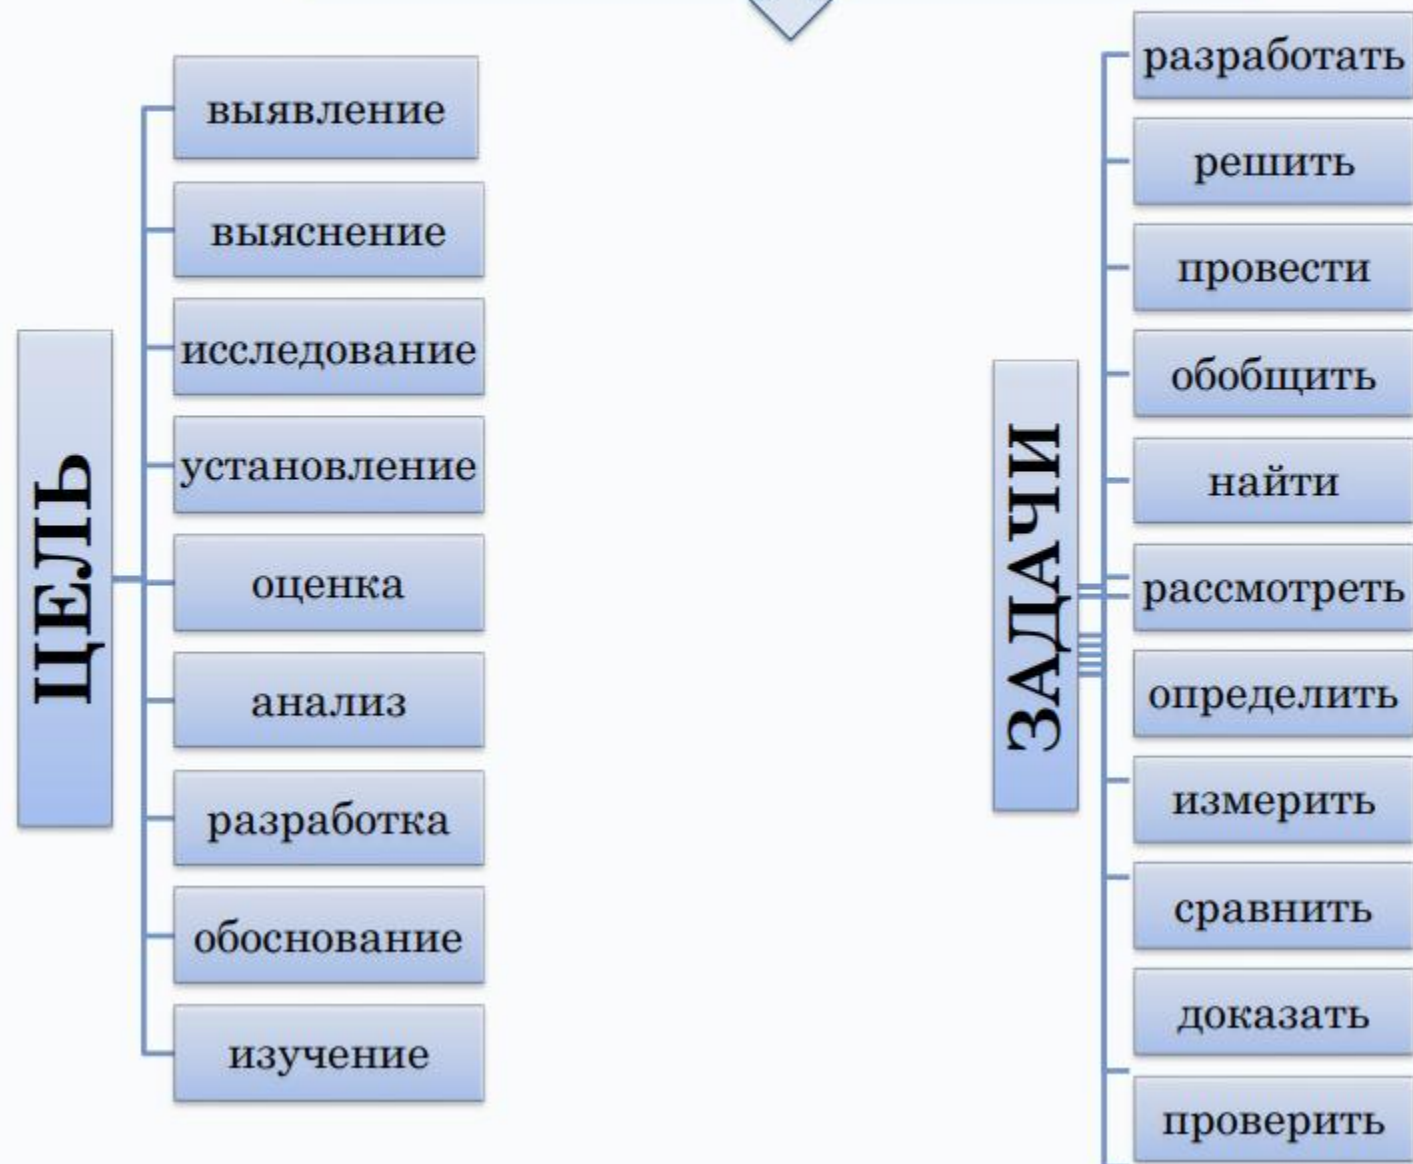 ЦЕЛЬ
выявление
выяснение
исследование
установление
оценка
анализ
разработка
обоснование
изучение
ЗАДАЧИ
разработать
решить
провести
обобщить
найти
рассмотреть
определить
измерить
сравнить
доказать
проверить